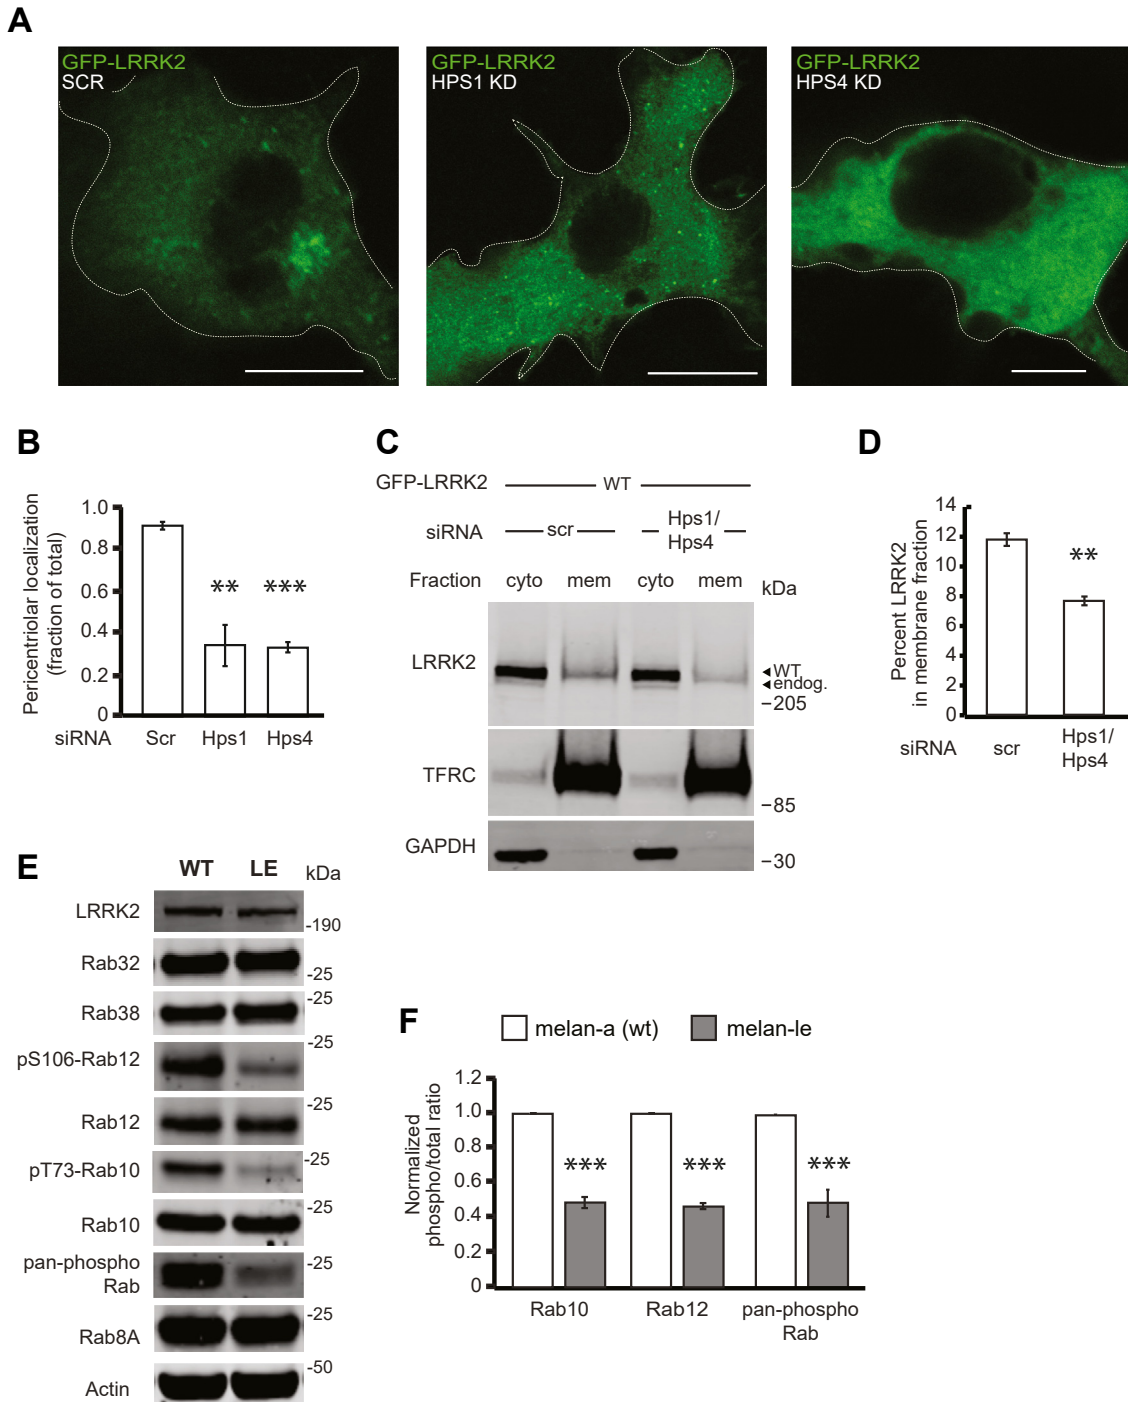 A
GFP-LRRK2
SCR
GFP-LRRK2
HPS1 KD
GFP-LRRK2
HPS4 KD
B
Pericentriolar localization
(fraction of total)
1.0
0.8
0.6
0.4
0.2
0
** ***
siRNA Scr Hps1 Hps4
C
GFP-LRRK2 WT
siRNA scr Hps1/
Hps4
Fraction cyto mem cyto mem kDa
LRRK2
WT
endog.
−205
TFRC
−85
GAPDH
−30
D
Percent LRRK2
in membrane fraction
14
12
10
8
6
4
2
0
**
siRNA scr Hps1/
Hps4
E
WT LE kDa
LRRK2
-190
Rab32
-25
Rab38
-25
pS106-Rab12
-25
Rab12
-25
pT73-Rab10
-25
Rab10
-25
pan-phospho
Rab
-25
Rab8A
-25
Actin
-50
F
melan-a (wt) melan-le
Normalized
phospho/total ratio
1.2
1.0
0.8
0.6
0.4
0.2
0
*** *** ***
Rab10 Rab12 pan-phospho
Rab